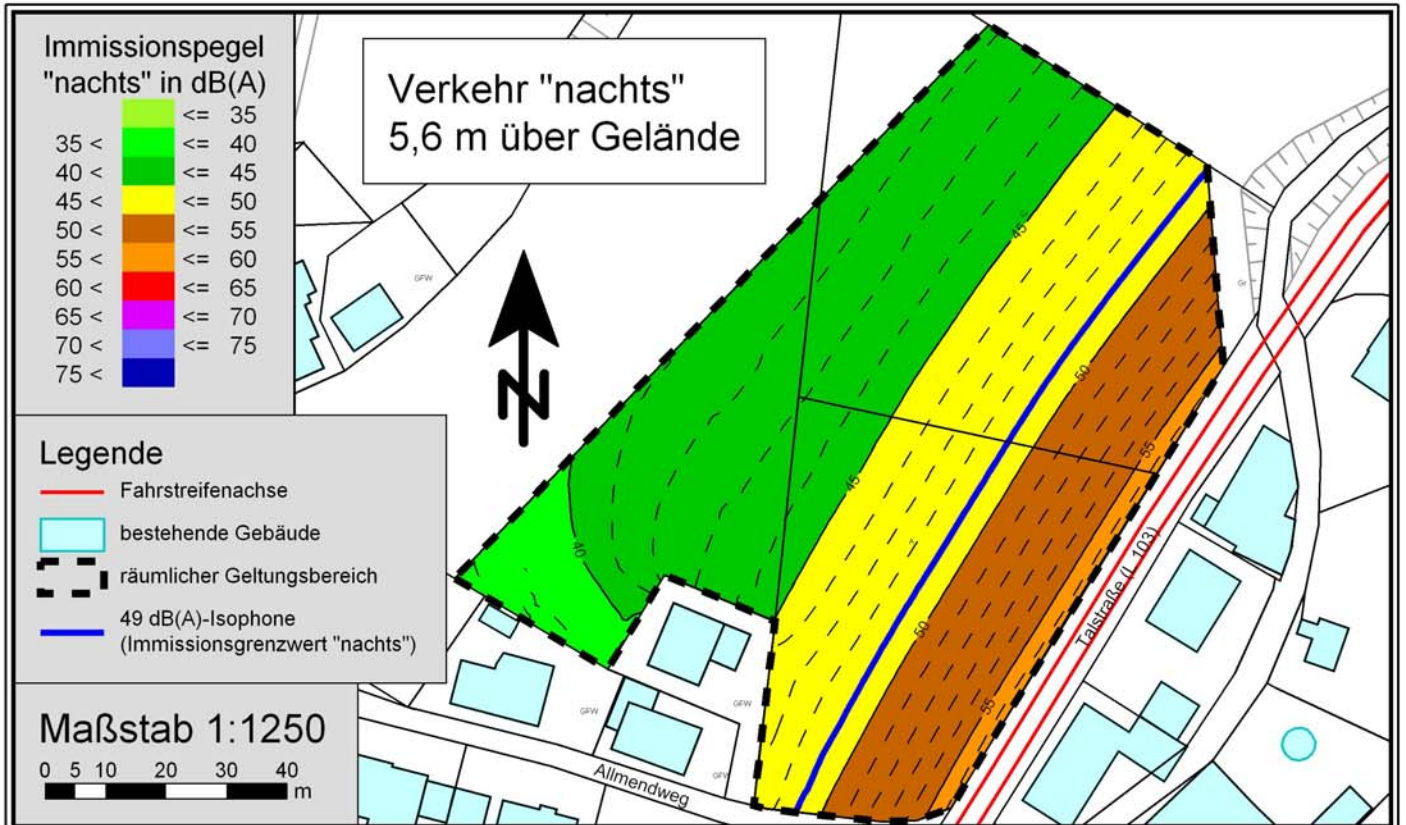 Immissionspegel
"nachts" in dB(A)
<= 35
35 < <= 40
40 < <= 45
45 < <= 50
50 < <= 55
55 < <= 60
60 < <= 65
65 < <= 70
70 < <= 75
75 <
Verkehr "nachts"
5,6 m über Gelände
N
Legende
Fahrstreifenachse
bestehende Gebäude
räumlicher Geltungsbereich
49 dB(A)-Isophone
(Immissionsgrenzwert "nachts")
Maßstab 1:1250
0 5 10 20 30 40 m
GFW
45
50
55
45
40
50
55
Talstraße (L 103)
GFW
GFW
Allmendweg